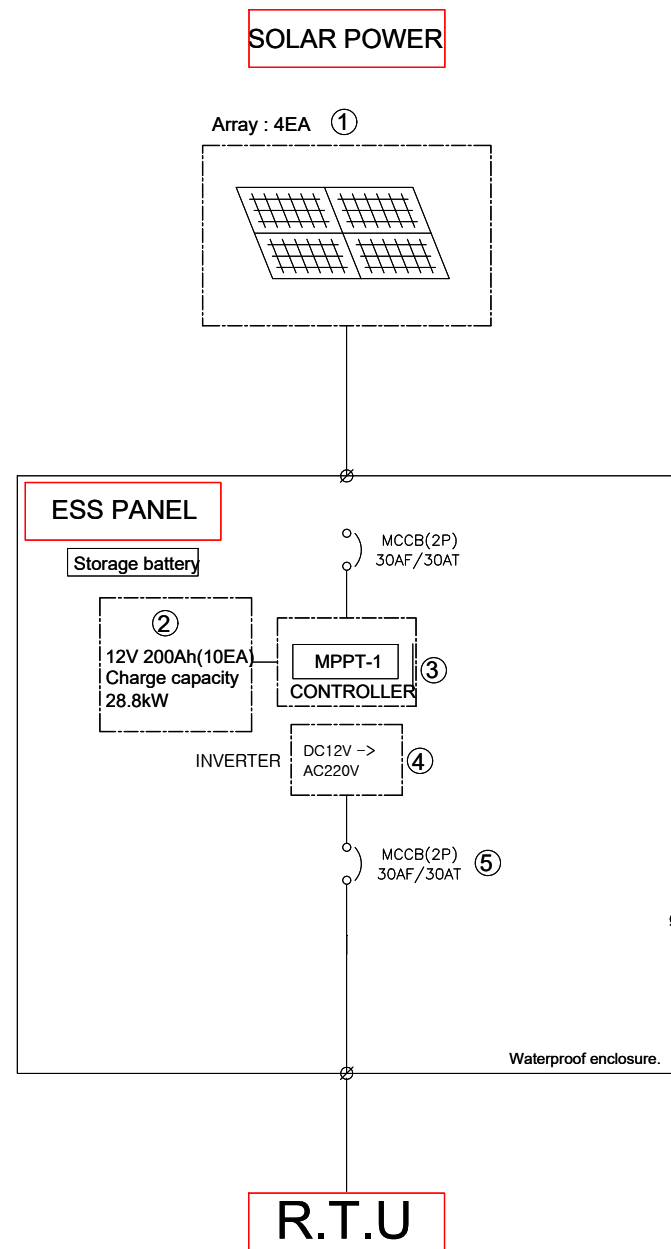 SOLAR POWER
Array : 4EA ①
ESS PANEL
Storage battery
MCCB(2P)
30AF/30AT
②
12V 200Ah(10EA)
Charge capacity
28.8kW
MPPT-1
CONTROLLER
③
INVERTER
DC12V ->
AC220V
④
MCCB(2P)
30AF/30AT
⑤
Waterproof enclosure.
R.T.U